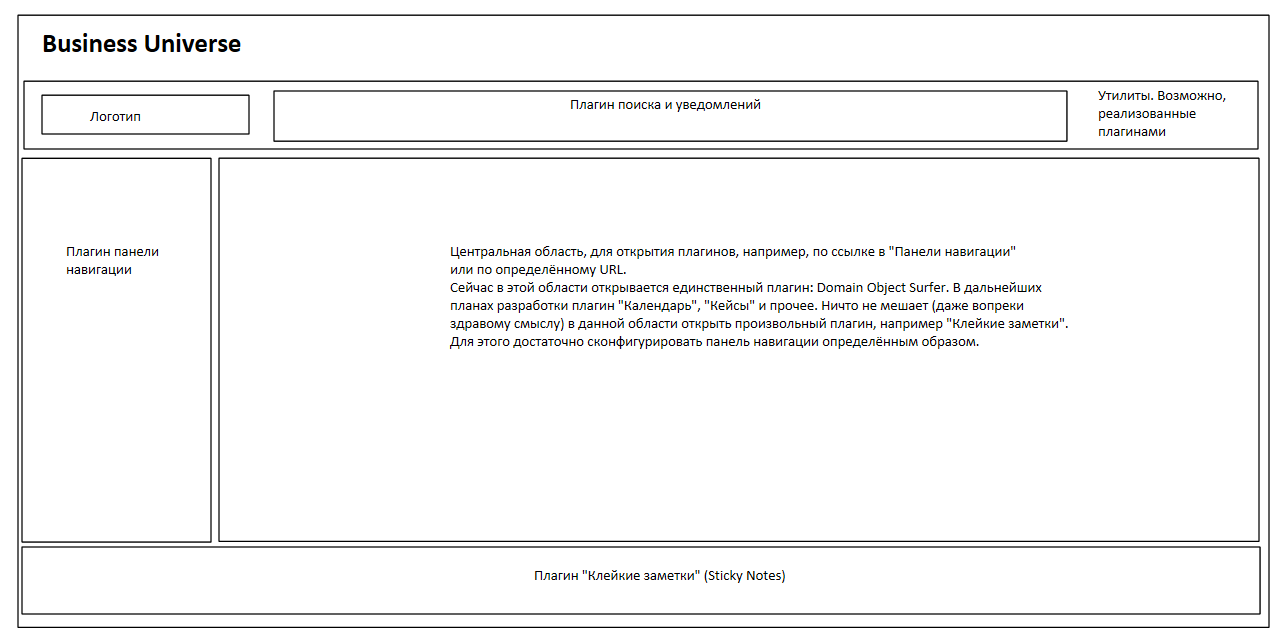 Business Universe
Логотип
Плагин поиска и уведомлений
Утилиты. Возможно,
реализованные
плагинами
Плагин панели
навигации
Центральная область, для открытия плагинов, например, по ссылке в "Панели навигации"
или по определённому URL.
Сейчас в этой области открывается единственный плагин: Domain Object Surfer. В дальнейших
планах разработки плагин "Календарь", "Кейсы" и прочее. Ничто не мешает (даже вопреки
здравому смыслу) в данной области открыть произвольный плагин, например "Клейкие заметки".
Для этого достаточно сконфигурировать панель навигации определённым образом.
Плагин "Клейкие заметки" (Sticky Notes)